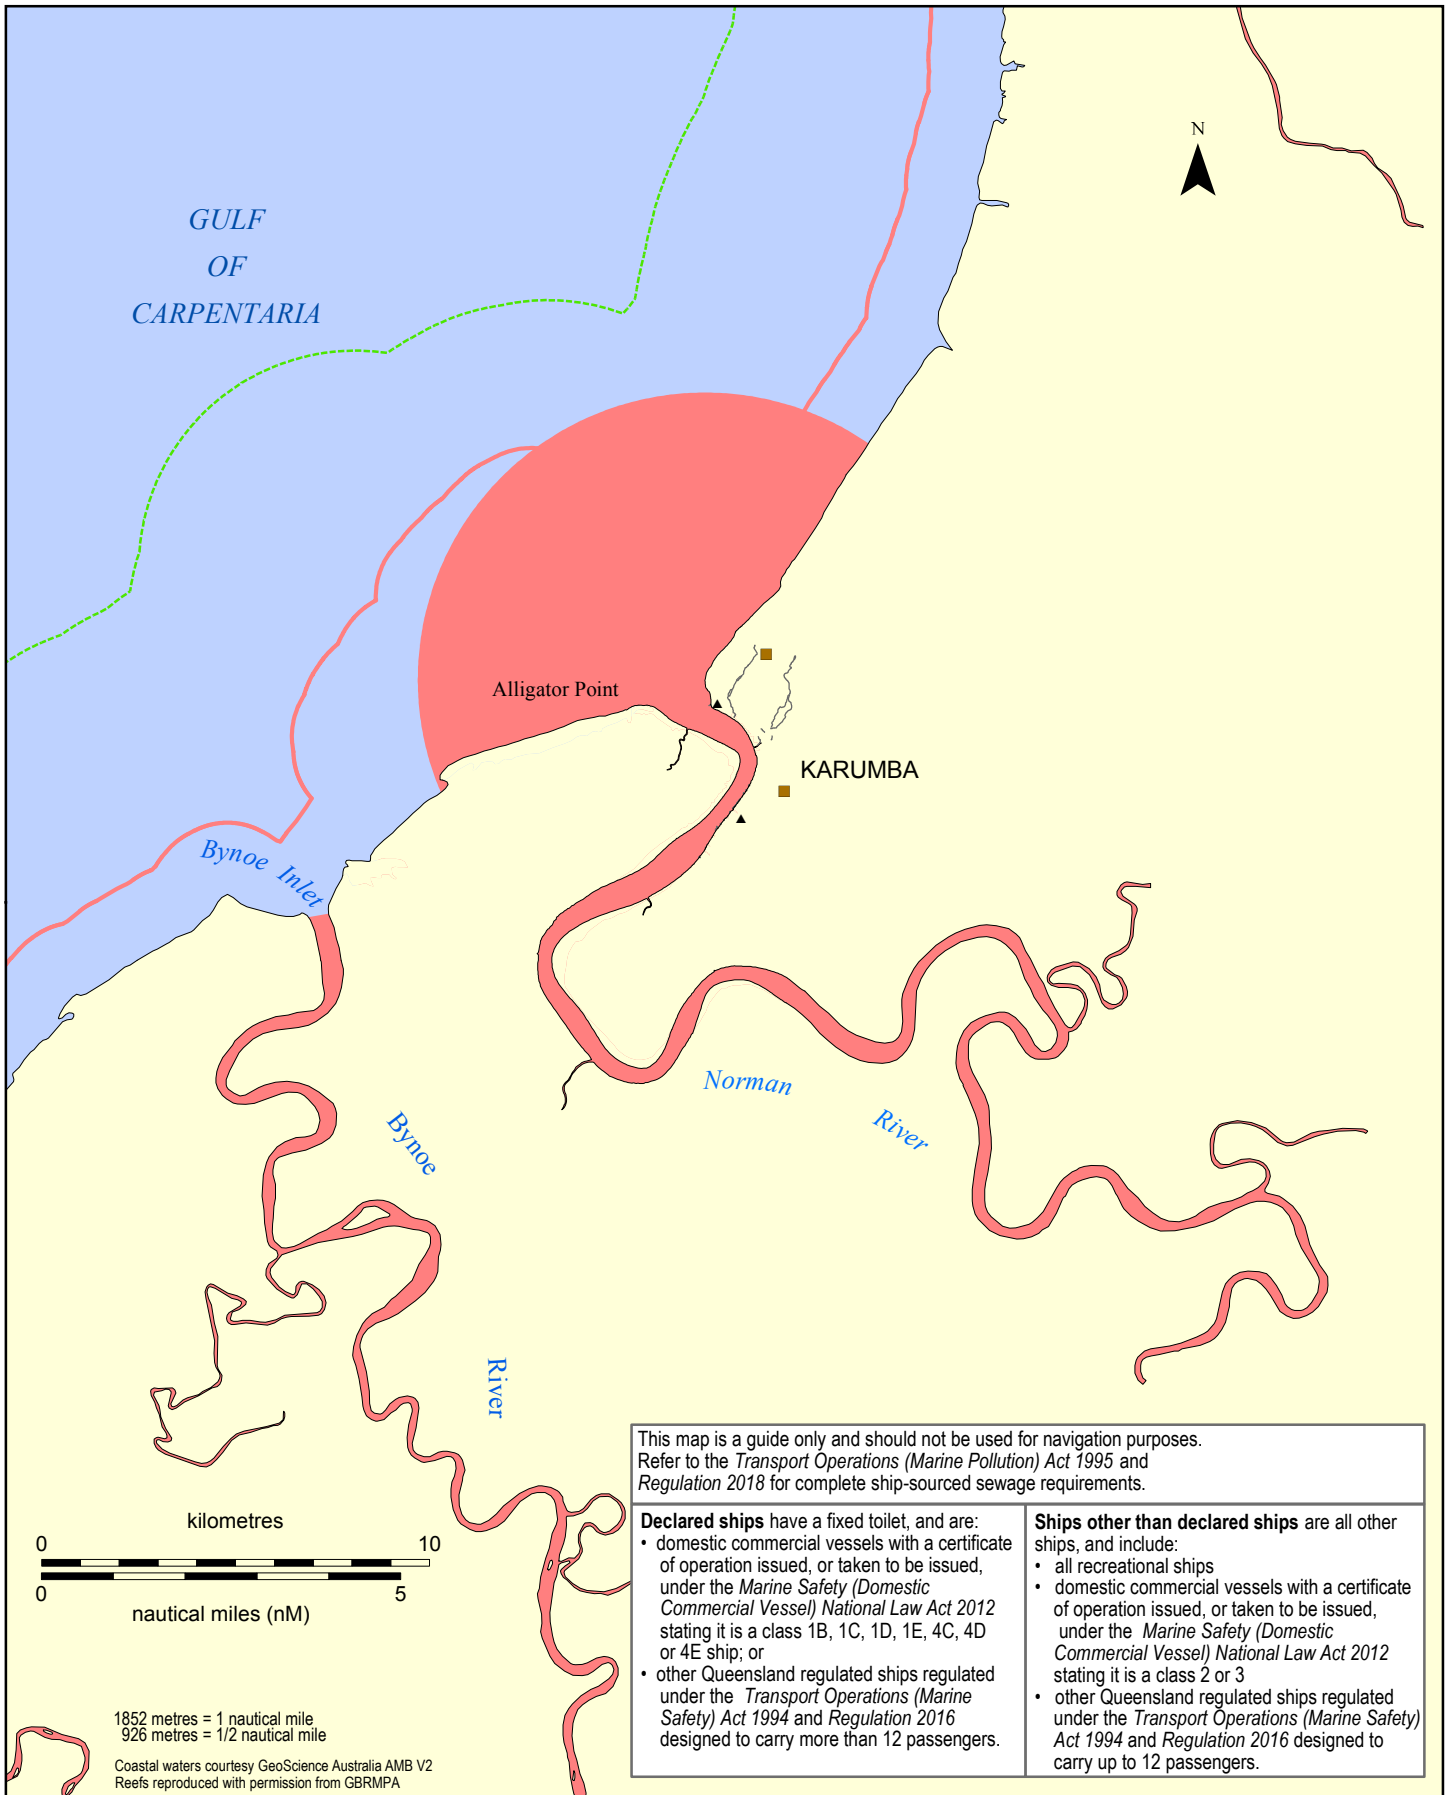 N
GULF
OF
CARPENTARIA
Alligator Point
KARUMBA
Bynoe Inlet
Norman
River
Bynoe
River
This map is a guide only and should not be used for navigation purposes.
Refer to the Transport Operations (Marine Pollution) Act 1995 and
Regulation 2018 for complete ship-sourced sewage requirements.
Declared ships have a fixed toilet, and are:
• domestic commercial vessels with a certificate
of operation issued, or taken to be issued,
under the Marine Safety (Domestic
Commercial Vessel) National Law Act 2012
stating it is a class 1B, 1C, 1D, 1E, 4C, 4D
or 4E ship; or
• other Queensland regulated ships regulated
under the Transport Operations (Marine
Safety) Act 1994 and Regulation 2016
designed to carry more than 12 passengers.
Ships other than declared ships are all other
ships, and include:
• all recreational ships
• domestic commercial vessels with a certificate
of operation issued, or taken to be issued,
under the Marine Safety (Domestic
Commercial Vessel) National Law Act 2012
stating it is a class 2 or 3
• other Queensland regulated ships regulated
under the Transport Operations (Marine Safety)
Act 1994 and Regulation 2016 designed to
carry up to 12 passengers.
kilometres
0 10
0 5
nautical miles (nM)
1852 metres = 1 nautical mile
926 metres = 1/2 nautical mile
Coastal waters courtesy GeoScience Australia AMB V2
Reefs reproduced with permission from GBRMPA